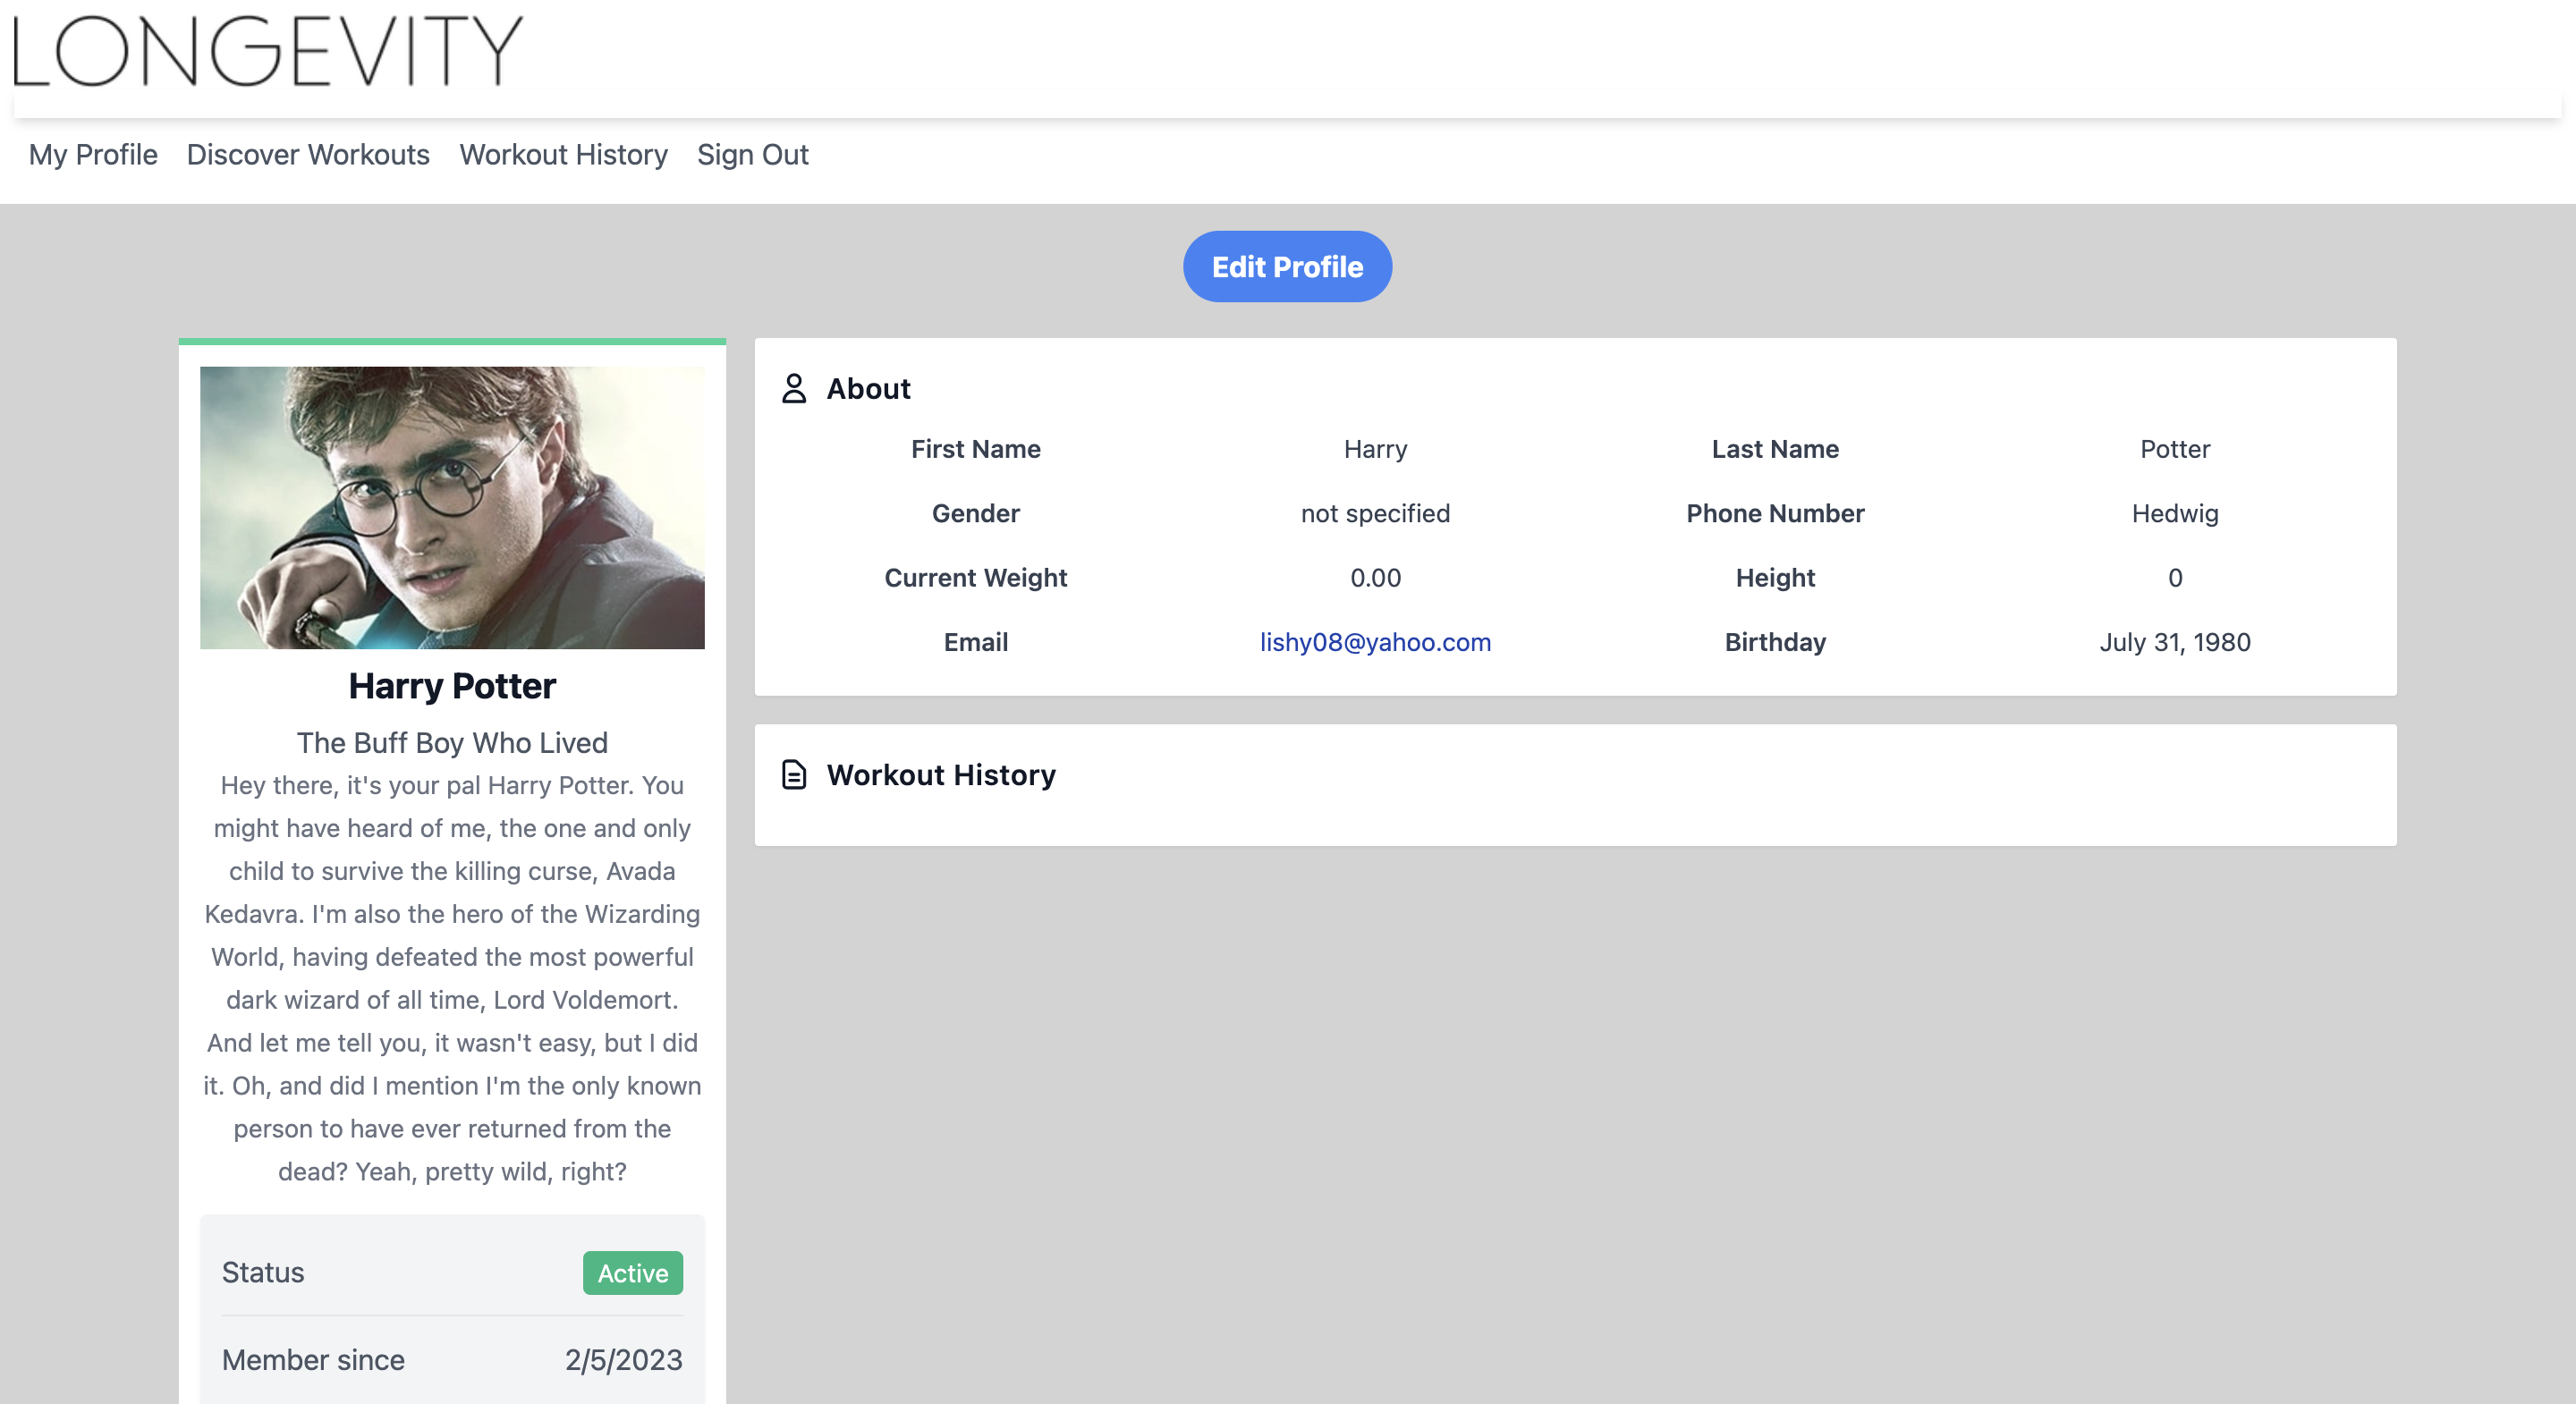 LONGEVITY
My Profile Discover Workouts Workout History Sign Out
Edit Profile
Harry Potter
The Buff Boy Who Lived
Hey there, it's your pal Harry Potter. You
might have heard of me, the one and only
child to survive the killing curse, Avada
Kedavra. I'm also the hero of the Wizarding
World, having defeated the most powerful
dark wizard of all time, Lord Voldemort.
And let me tell you, it wasn't easy, but I did
it. Oh, and did I mention I'm the only known
person to have ever returned from the
dead? Yeah, pretty wild, right?
Status Active
Member since 2/5/2023
About
First Name Harry Last Name Potter
Gender not specified Phone Number Hedwig
Current Weight 0.00 Height 0
Email lishy08@yahoo.com Birthday July 31, 1980
Workout History